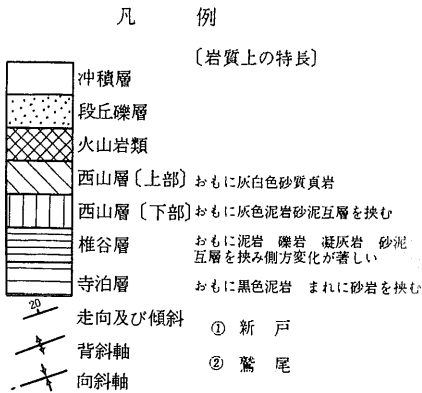 凡 例
〔岩質上の特長〕
沖積層
段丘礫層
火山岩類
西山層〔上部〕 おもに灰白色砂質頁岩
西山層〔下部〕 おもに灰色泥岩砂泥互層を挟む
椎谷層 おもに泥岩 礫岩 凝灰岩 砂泥
互層を挟み側方変化が著しい
寺泊層 おもに黒色泥岩 まれに砂岩を挟む
20
走向及び傾斜 ① 新戸
背斜軸
② 鷲尾
向斜軸